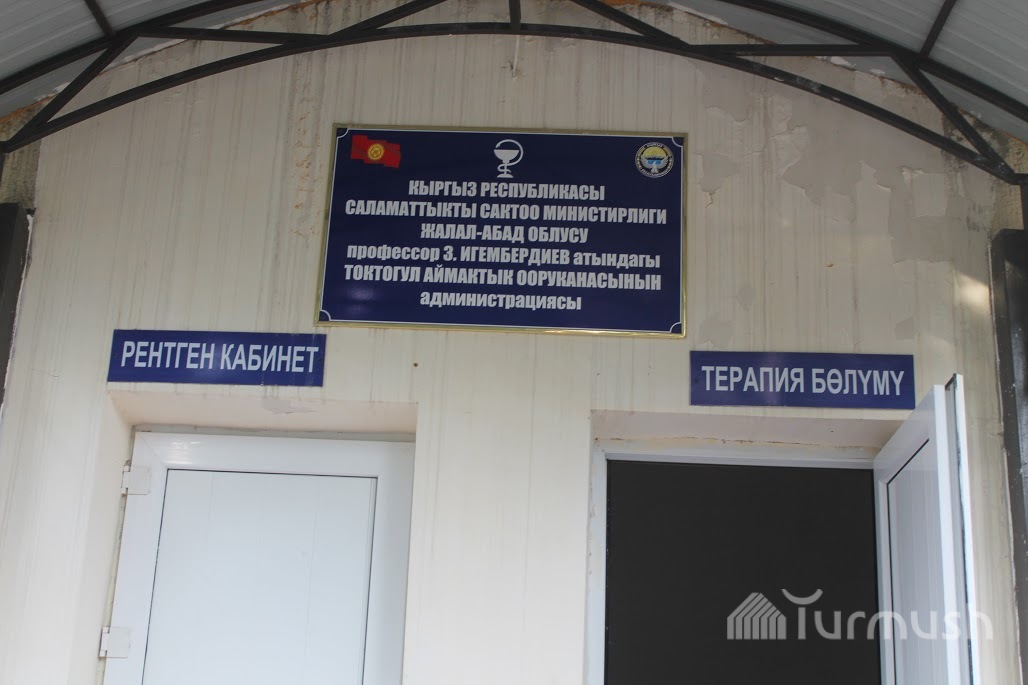 КЫРГЫЗ РЕСПУБЛИКАСЫ
САЛАМАТТЫКТЫ САКТОО МИНИСТИРЛИГИ
ЖАЛАЛ-АБАД ОБЛУСУ
профессор З. ИГЕМБЕРДИЕВ атындагы
ТОКТОГУЛ АЙМАКТЫК ООРУКАНАСЫНЫН
администрациясы
РЕНТГЕН КАБИНЕТ
ТЕРАПИЯ БӨЛҮМҮ
Turmush